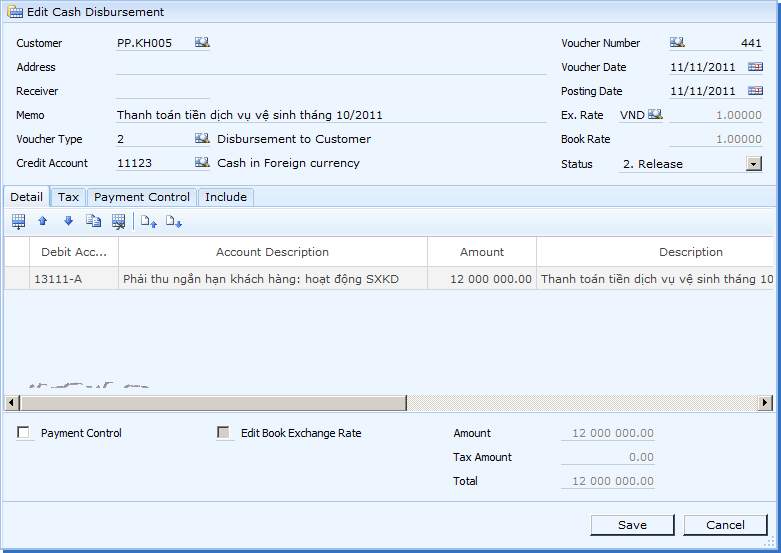 Edit Cash Disbursement
Customer PP.KH005 Voucher Number 441
Address Voucher Date 11/11/2011
Receiver Posting Date 11/11/2011
Memo Thanh toán tiền dịch vụ vệ sinh tháng 10/2011 Ex. Rate VND 1.00000
Voucher Type 2 Disbursement to Customer Book Rate 1.00000
Credit Account 11123 Cash in Foreign currency Status 2. Release
Detail Tax Payment Control Include
Debit Acc... Account Description Amount Description
13111-A Phải thu ngắn hạn khách hàng: hoạt động SXKD 12 000 000.00 Thanh toán tiền dịch vụ vệ sinh tháng 10
Payment Control Edit Book Exchange Rate Amount 12 000 000.00
Tax Amount 0.00
Total 12 000 000.00
Save Cancel